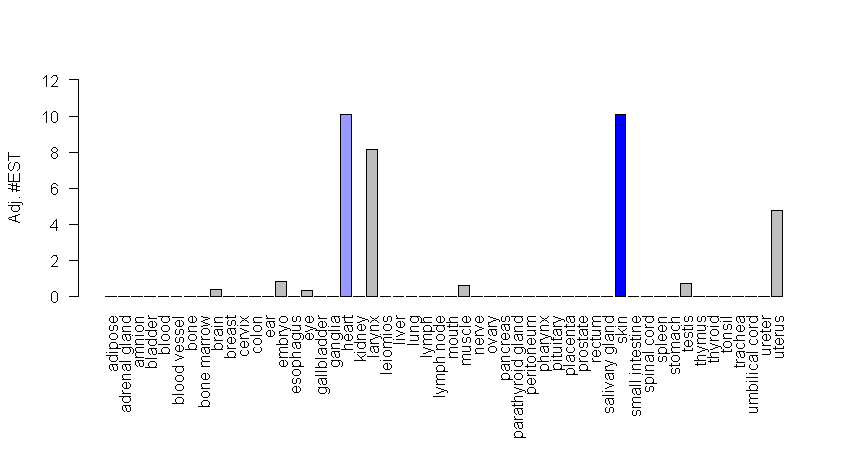 Adj. #EST
12
10
8
6
4
2
0
adipose
adrenal gland
amnion
bladder
blood
blood vessel
bone
bone marrow
brain
breast
cervix
colon
ear
embryo
esophagus
eye
gallbladder
ganglia
heart
kidney
larynx
leiomios
liver
lung
lymph
lymph node
mouth
muscle
nerve
ovary
pancreas
parathyroid gland
peritoneum
pharynx
pituitary
placenta
prostate
rectum
salivary gland
skin
small intestine
spinal cord
spleen
stomach
testis
thymus
thyroid
tonsil
trachea
umbilical cord
ureter
uterus